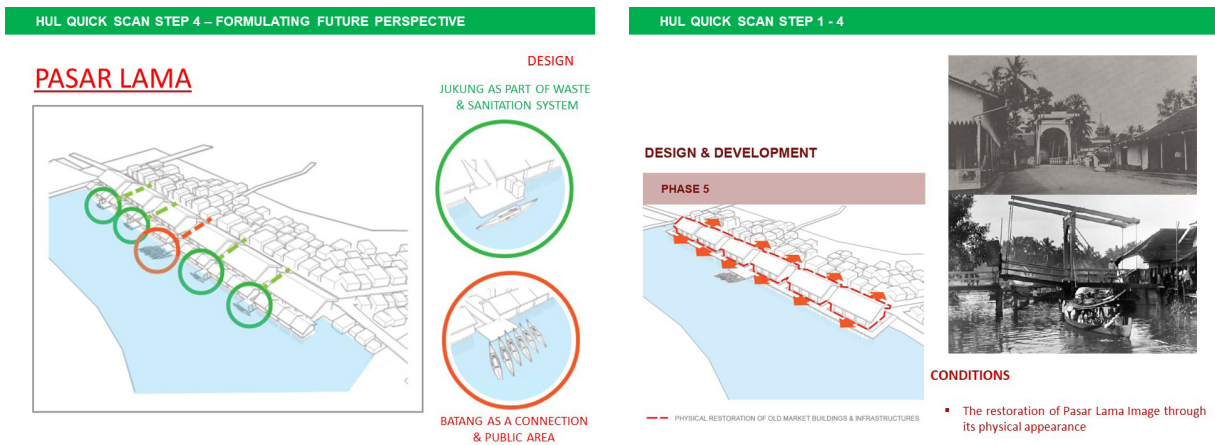 HUL QUICK SCAN STEP 4 – FORMULATING FUTURE PERSPECTIVE
PASAR LAMA
DESIGN
JUKUNG AS PART OF WASTE
& SANITATION SYSTEM
BATANG AS A CONNECTION
& PUBLIC AREA
HUL QUICK SCAN STEP 1 - 4
DESIGN & DEVELOPMENT
PHASE 5
PHYSICAL RESTORATION OF OLD MARKET BUILDINGS & INFRASTRUCTURES
CONDITIONS
▪ The restoration of Pasar Lama Image through
its physical appearance